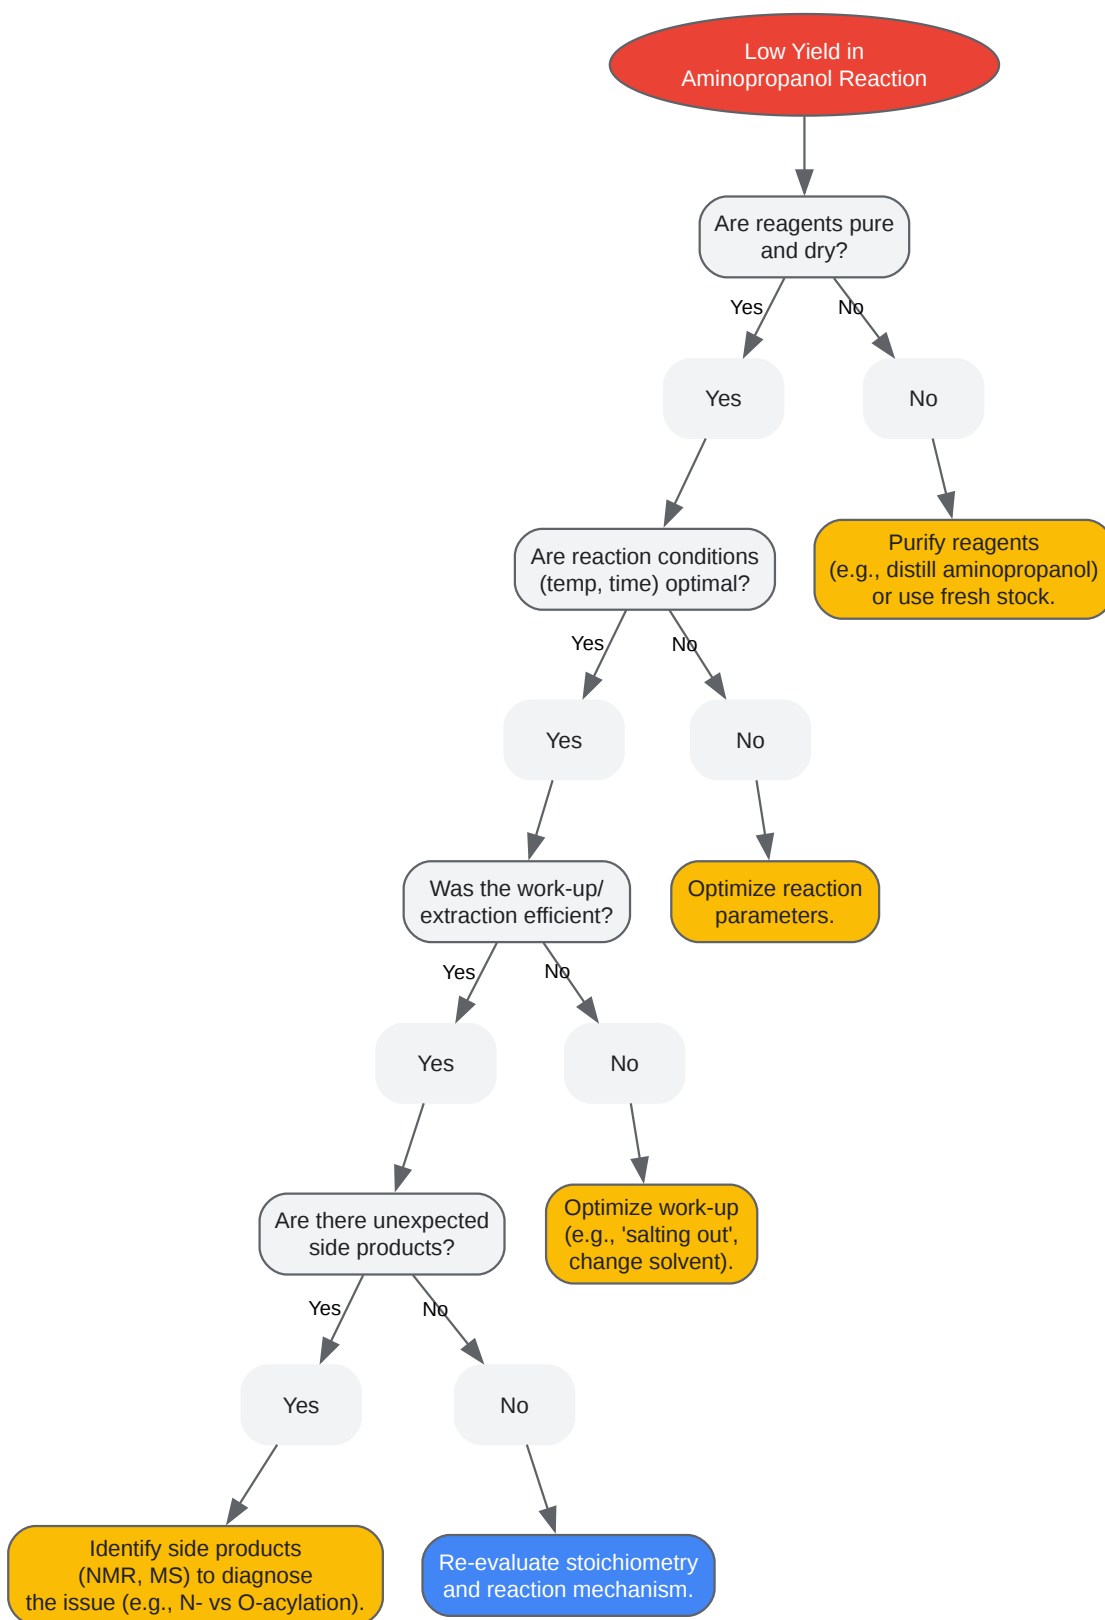 Low Yield in
Aminopropanol Reaction
Are reagents pure
and dry?
Yes
No
Yes
No
Are reaction conditions
(temp, time) optimal?
Purify reagents
(e.g., distill aminopropanol)
or use fresh stock.
Yes
No
Yes
No
Was the work-up/
extraction efficient?
Optimize reaction
parameters.
Yes
No
Yes
No
Are there unexpected
side products?
Optimize work-up
(e.g., 'salting out',
change solvent).
Yes
No
Yes
No
Identify side products
(NMR, MS) to diagnose
the issue (e.g., N- vs O-acylation).
Re-evaluate stoichiometry
and reaction mechanism.